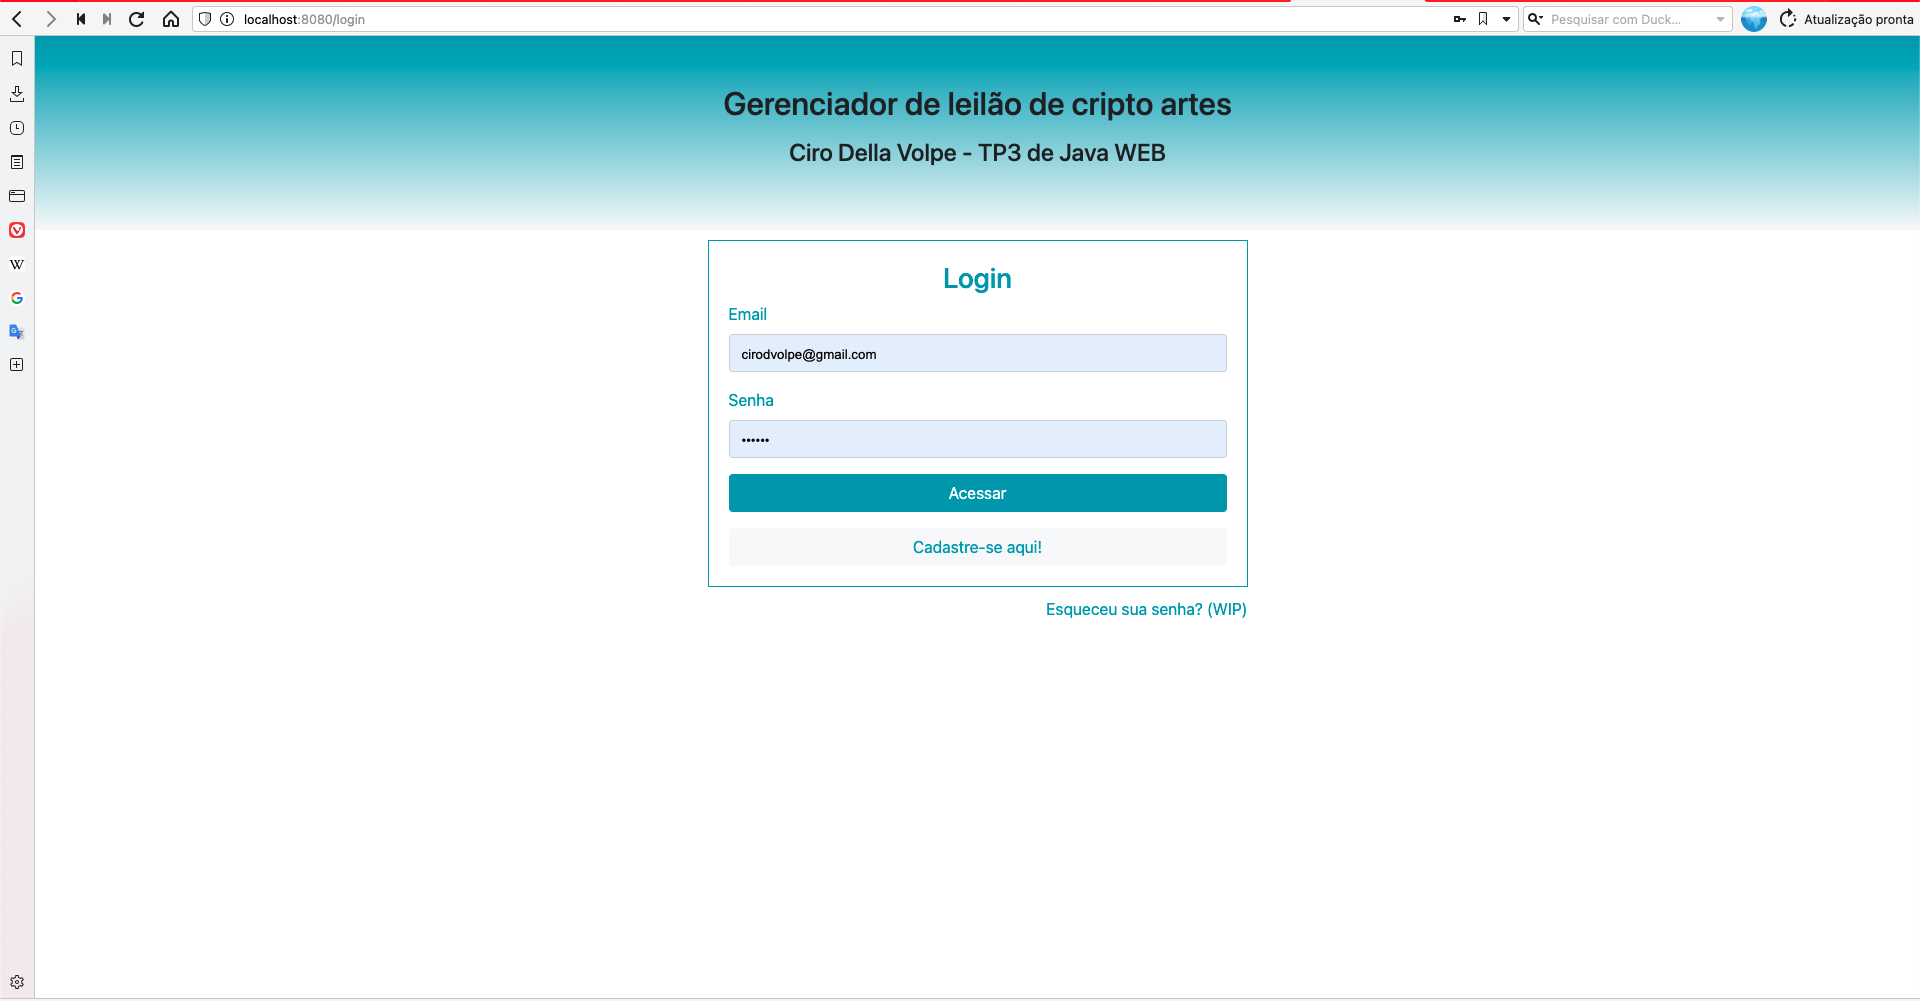 localhost:8080/login
Pesquisar com Duck...
Atualização pronta
Gerenciador de leilão de cripto artes
Ciro Della Volpe - TP3 de Java WEB
Login
Email
cirodvolpe@gmail.com
Senha
••••••
Acessar
Cadastre-se aqui!
Esqueceu sua senha? (WIP)